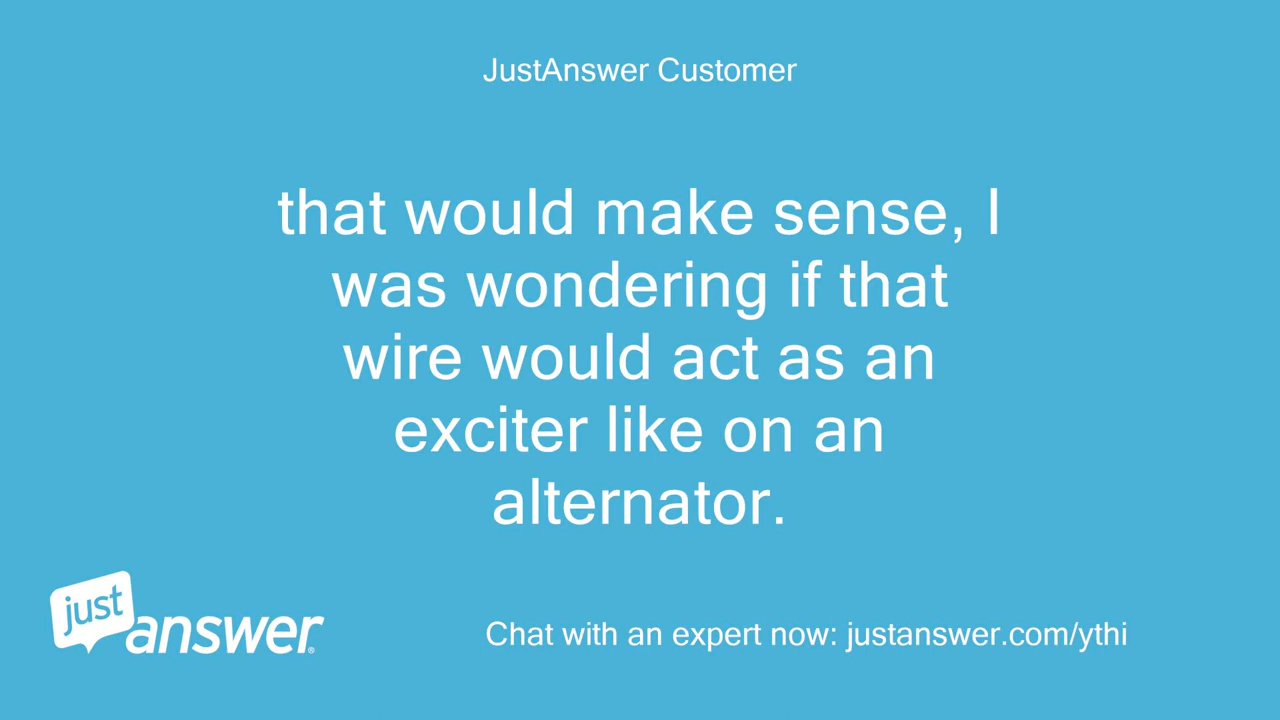 JustAnswer Customer
that would make sense, I
was wondering if that
wire would act as an
exciter like on an
alternator.
just
answer®
Chat with an expert now: justanswer.com/ythi